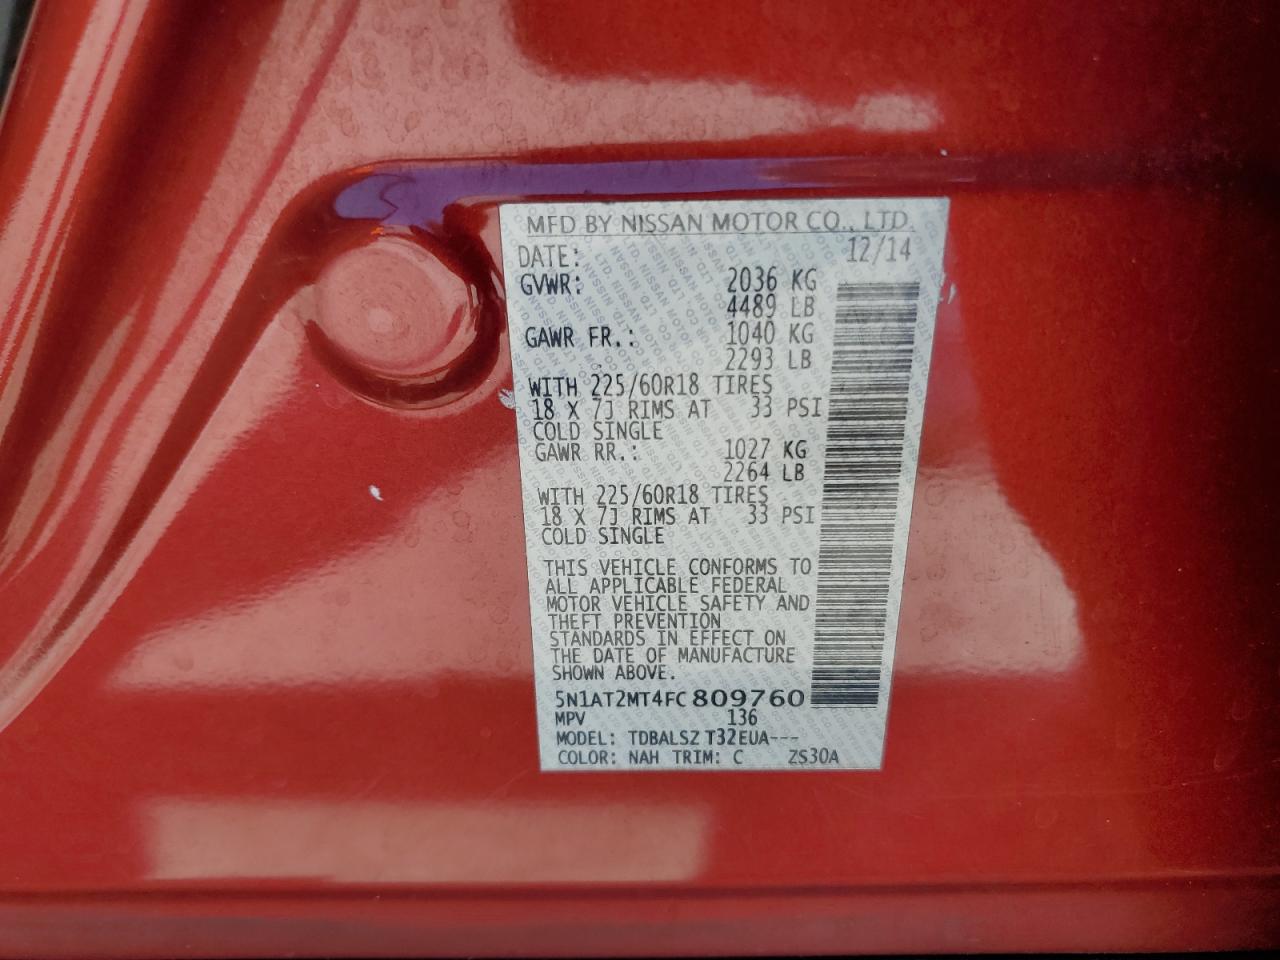 MFD BY NISSAN MOTOR CO., LTD.
DATE: 12/14
GVWR: 2036 KG
4489 LB
GAWR FR.: 1040 KG
2293 LB
WITH 225/60R18 TIRES
18 X 7J RIMS AT 33 PSI
COLD SINGLE
GAWR RR.: 1027 KG
2264 LB
WITH 225/60R18 TIRES
18 X 7J RIMS AT 33 PSI
COLD SINGLE
THIS VEHICLE CONFORMS TO
ALL APPLICABLE FEDERAL
MOTOR VEHICLE SAFETY AND
THEFT PREVENTION
STANDARDS IN EFFECT ON
THE DATE OF MANUFACTURE
SHOWN ABOVE.
5N1AT2MT4FC809760
MPV 136
MODEL: TDBALSZ T32EUA---
COLOR: NAH TRIM: C ZS30A